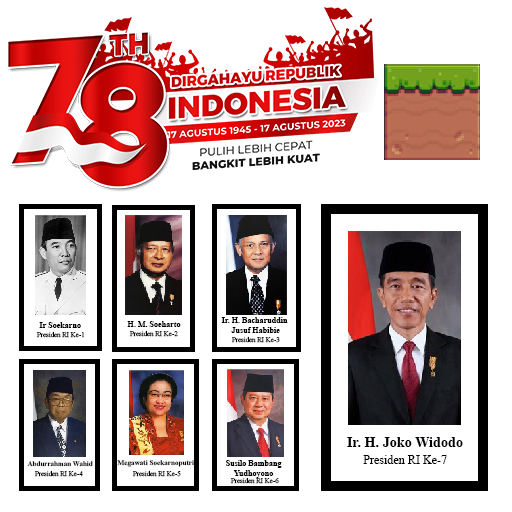 78TH
DIRGAHAYU REPUBLIK
INDONESIA
17 AGUSTUS 1945 - 17 AGUSTUS 2023
PULIH LEBIH CEPAT
BANGKIT LEBIH KUAT
Ir Soekarno
Presiden RI Ke-1
H. M. Soeharto
Presiden RI Ke-2
Ir. H. Bacharuddin
Jusuf Habibie
Presiden RI Ke-3
Abdurrahman Wahid
Presiden RI Ke-4
Megawati Soekarnoputri
Presiden RI Ke-5
Susilo Bambang
Yudhoyono
Presiden RI Ke-6
Ir. H. Joko Widodo
Presiden RI Ke-7